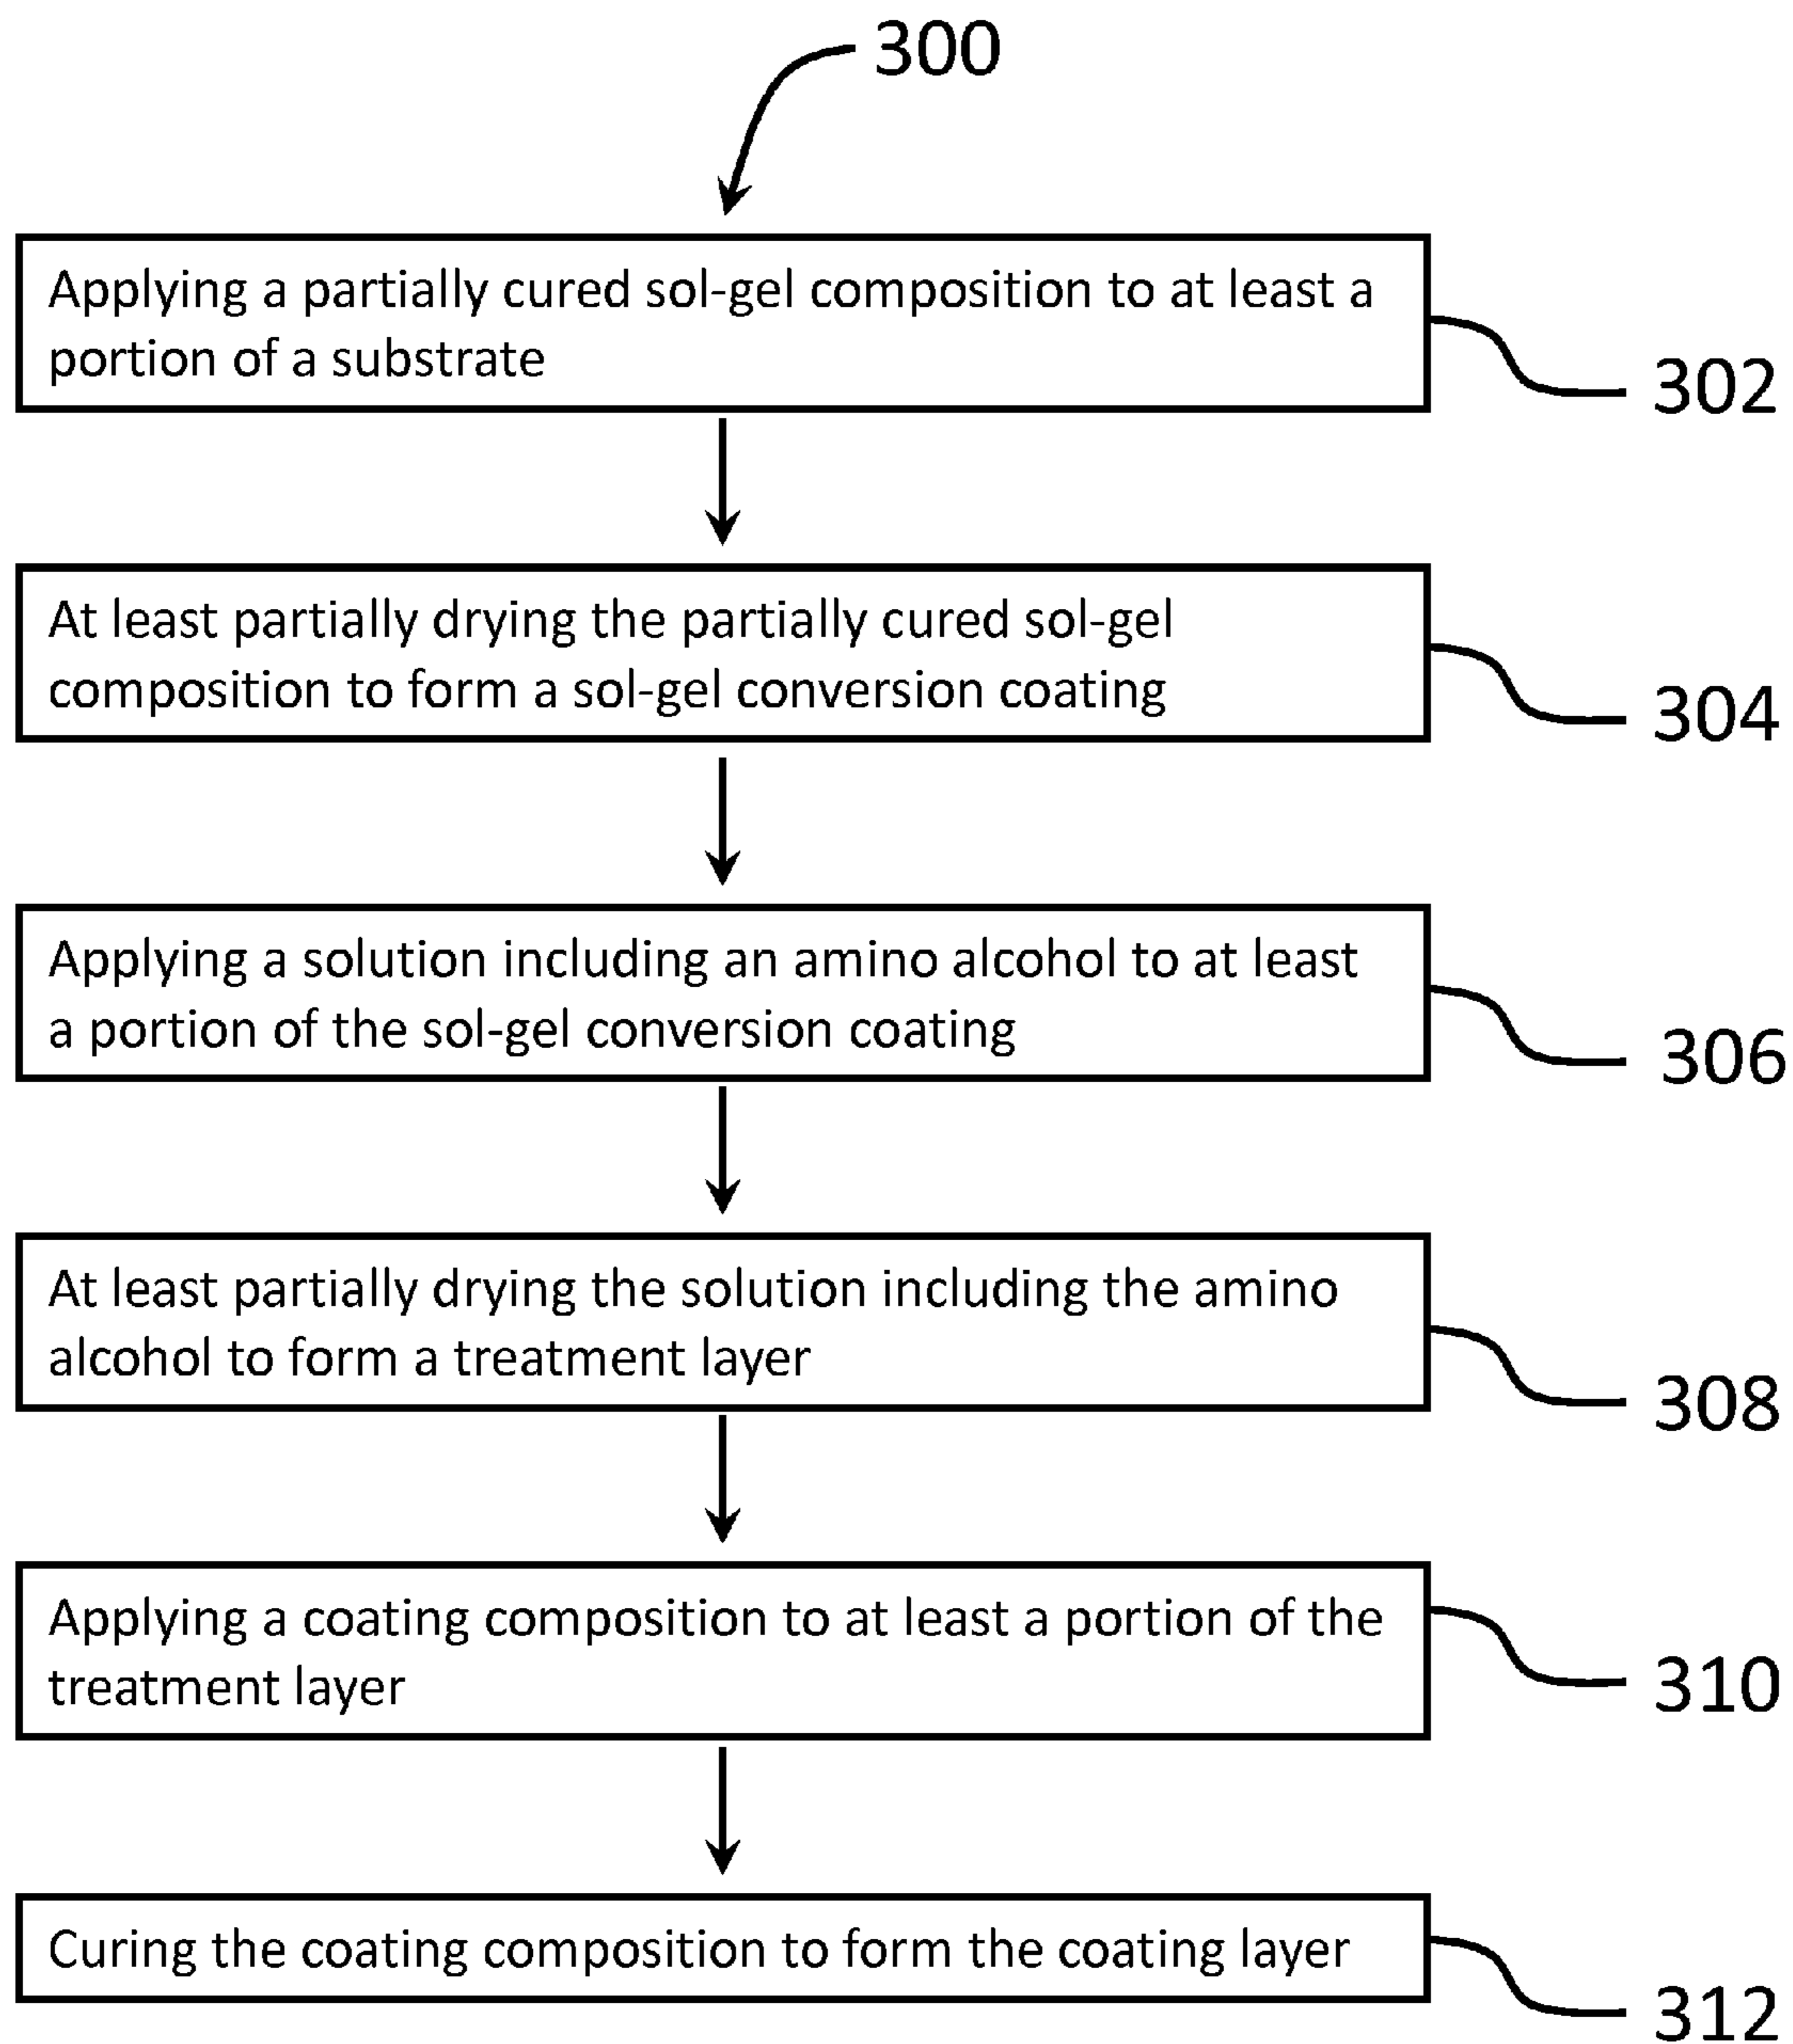 300
Applying a partially cured sol-gel composition to at least a
portion of a substrate
302
At least partially drying the partially cured sol-gel
composition to form a sol-gel conversion coating
304
Applying a solution including an amino alcohol to at least
a portion of the sol-gel conversion coating
306
At least partially drying the solution including the amino
alcohol to form a treatment layer
308
Applying a coating composition to at least a portion of the
treatment layer
310
Curing the coating composition to form the coating layer
312